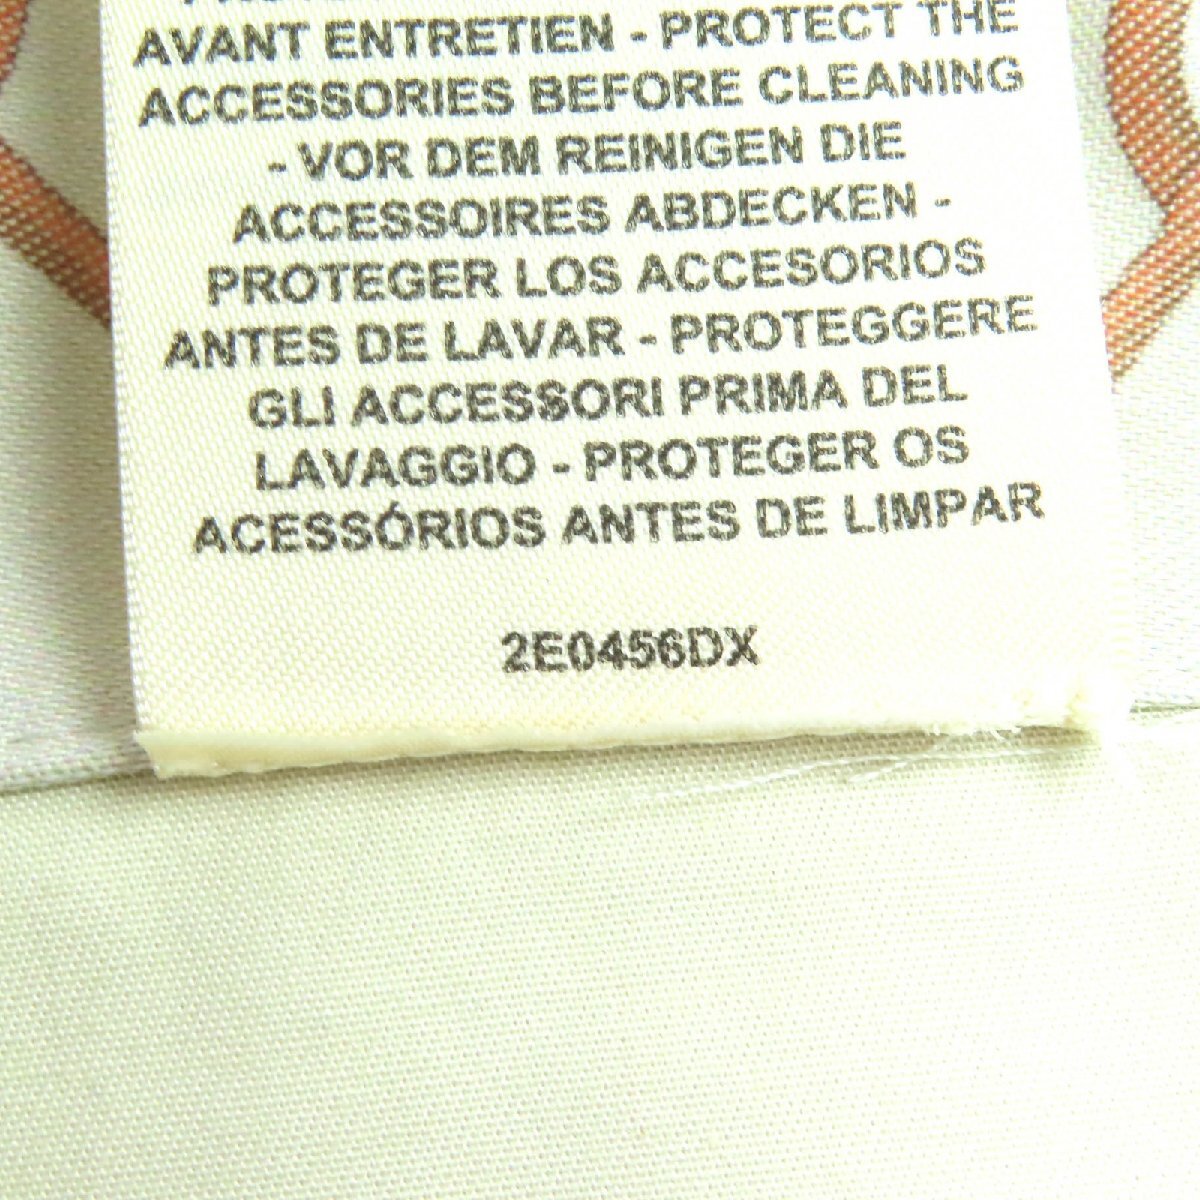 AVANT ENTRETIEN - PROTECT THE
ACCESSORIES BEFORE CLEANING
- VOR DEM REINIGEN DIE
ACCESSOIRES ABDECKEN -
PROTEGER LOS ACCESORIOS
ANTES DE LAVAR - PROTEGGERE
GLI ACCESSORI PRIMA DEL
LAVAGGIO - PROTEGER OS
ACESSÓRIOS ANTES DE LIMPAR
2E0456DX